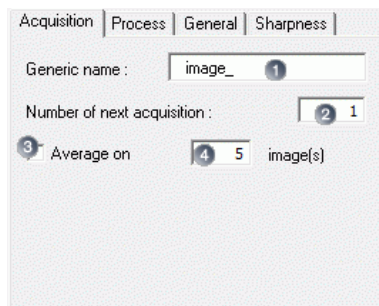 Acquisition Process General Sharpness
Generic name : image_ 1
Number of next acquisition : 2 1
3 Average on 4 5 image(s)